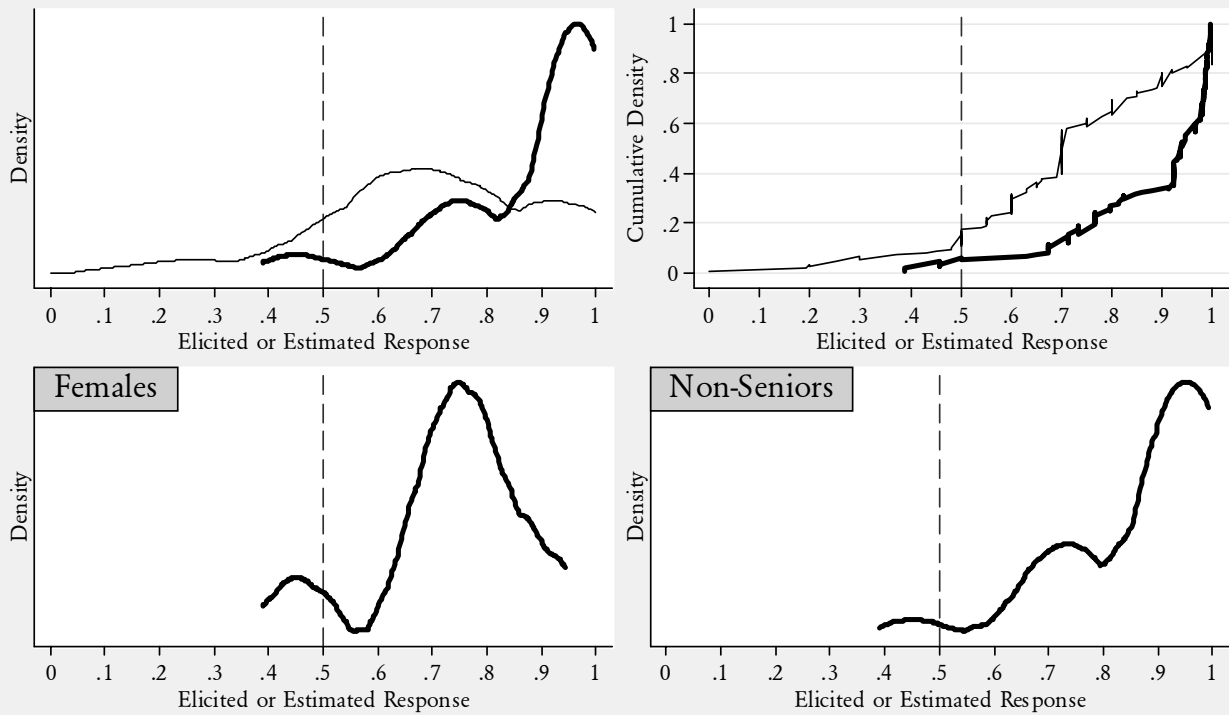 Density
0 .1 .2 .3 .4 .5 .6 .7 .8 .9 1
Elicited or Estimated Response
Cumulative Density
1
.8
.6
.4
.2
0
0 .1 .2 .3 .4 .5 .6 .7 .8 .9 1
Elicited or Estimated Response
Females
Density
0 .1 .2 .3 .4 .5 .6 .7 .8 .9 1
Elicited or Estimated Response
Non-Seniors
Density
0 .1 .2 .3 .4 .5 .6 .7 .8 .9 1
Elicited or Estimated Response